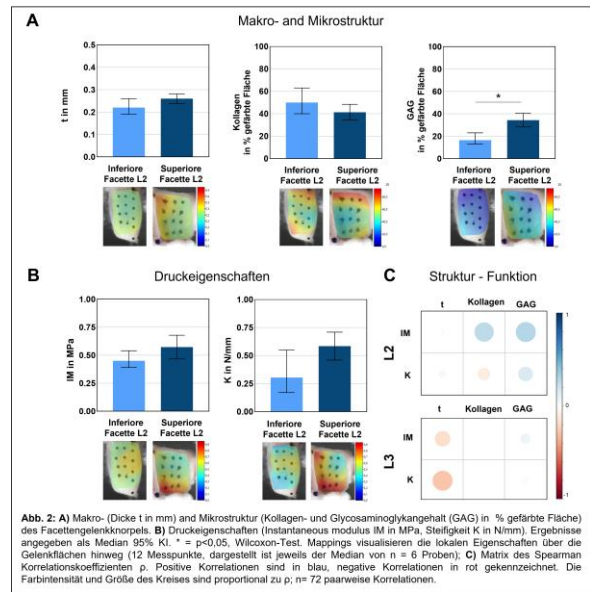 A
Makro- and Mikrostruktur
t in mm
0.5
0.4
0.3
0.2
0.1
0.0
Inferiore Facette L2
Superiore Facette L2
Kollagen
in % gefärbte Fläche
100
80
60
40
20
0
Inferiore Facette L2
Superiore Facette L2
GAG
in % gefärbte Fläche
100
80
60
40
20
0
*
Inferiore Facette L2
Superiore Facette L2
B
Druckeigenschaften
IM in MPa
1.00
0.75
0.50
0.25
0.00
Inferiore Facette L2
Superiore Facette L2
K in N/mm
1.00
0.75
0.50
0.25
0.00
Inferiore Facette L2
Superiore Facette L2
C
Struktur - Funktion
t Kollagen GAG
L2
IM
K
t Kollagen GAG
L3
IM
K
1
0
-1
Abb. 2: A) Makro- (Dicke t in mm) and Mikrostruktur (Kollagen- und Glycosaminoglykangehalt (GAG) in % gefärbte Fläche)
des Facettengelenkknorpels. B) Druckeigenschaften (Instantaneous modulus IM in MPa, Steifigkeit K in N/mm). Ergebnisse
angegeben als Median 95% KI. * = p<0,05, Wilcoxon-Test. Mappings visualisieren die lokalen Eigenschaften über die
Gelenkflächen hinweg (12 Messpunkte, dargestellt ist jeweils der Median von n = 6 Proben); C) Matrix des Spearman
Korrelationskoeffizienten ρ. Positive Korrelationen sind in blau, negative Korrelationen in rot gekennzeichnet. Die
Farbintensität und Größe des Kreises sind proportional zu ρ; n= 72 paarweise Korrelationen.